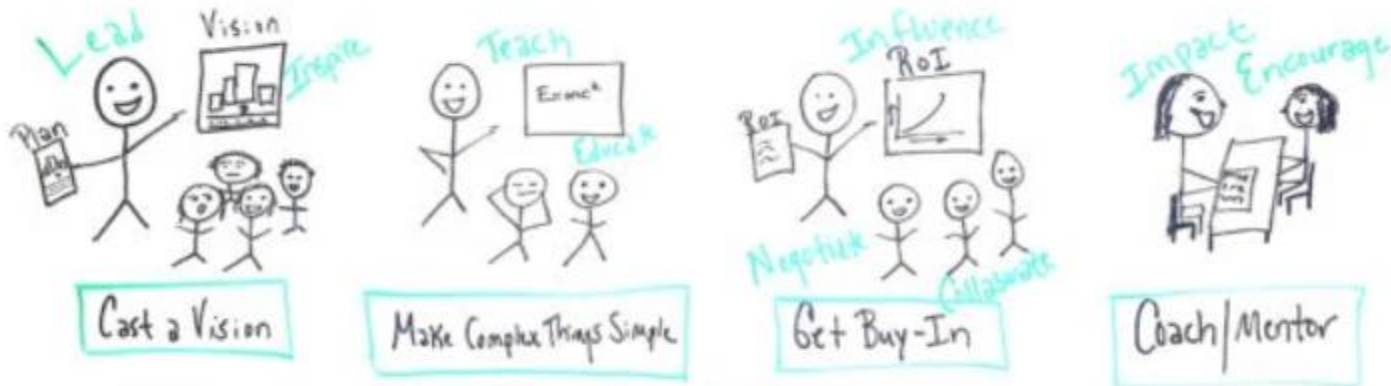 Lead
Vision
Inspire
Plan
Cast a Vision
Teach
Educate
Make Complex Things Simple
Influence
RoI
RoI
Negotiate
Collaborate
Get Buy-In
Impact
Encourage
Coach/Mentor